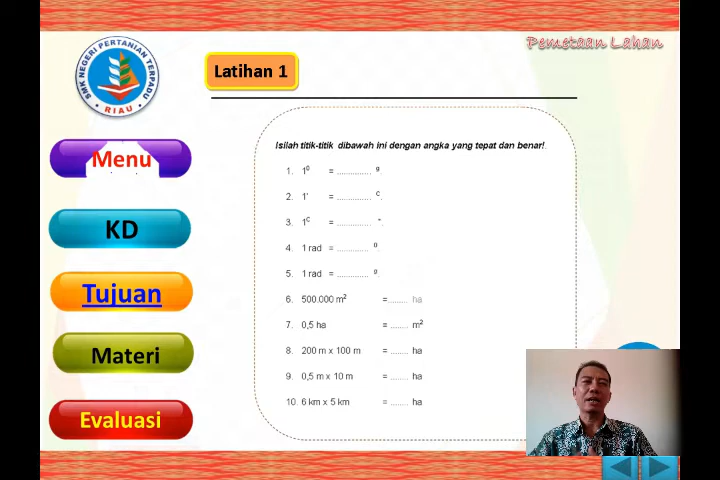 Pemetaan Lahan
SMK NEGERI PERTANIAN TERPADU
• RIAU •
Latihan 1
Menu
KD
Tujuan
Materi
Evaluasi
Isilah titik-titik dibawah ini dengan angka yang tepat dan benar!.
1. 1⁰ = .............. g
2. 1' = .............. c.
3. 1ᶜ = .............. ".
4. 1 rad = ............. ⁰.
5. 1 rad = ............. g.
6. 500.000 m² =........ ha
7. 0,5 ha = ........ m²
8. 200 m x 100 m = ........ ha
9. 0,5 m x 10 m = ........ ha
10. 6 km x 5 km = ........ ha